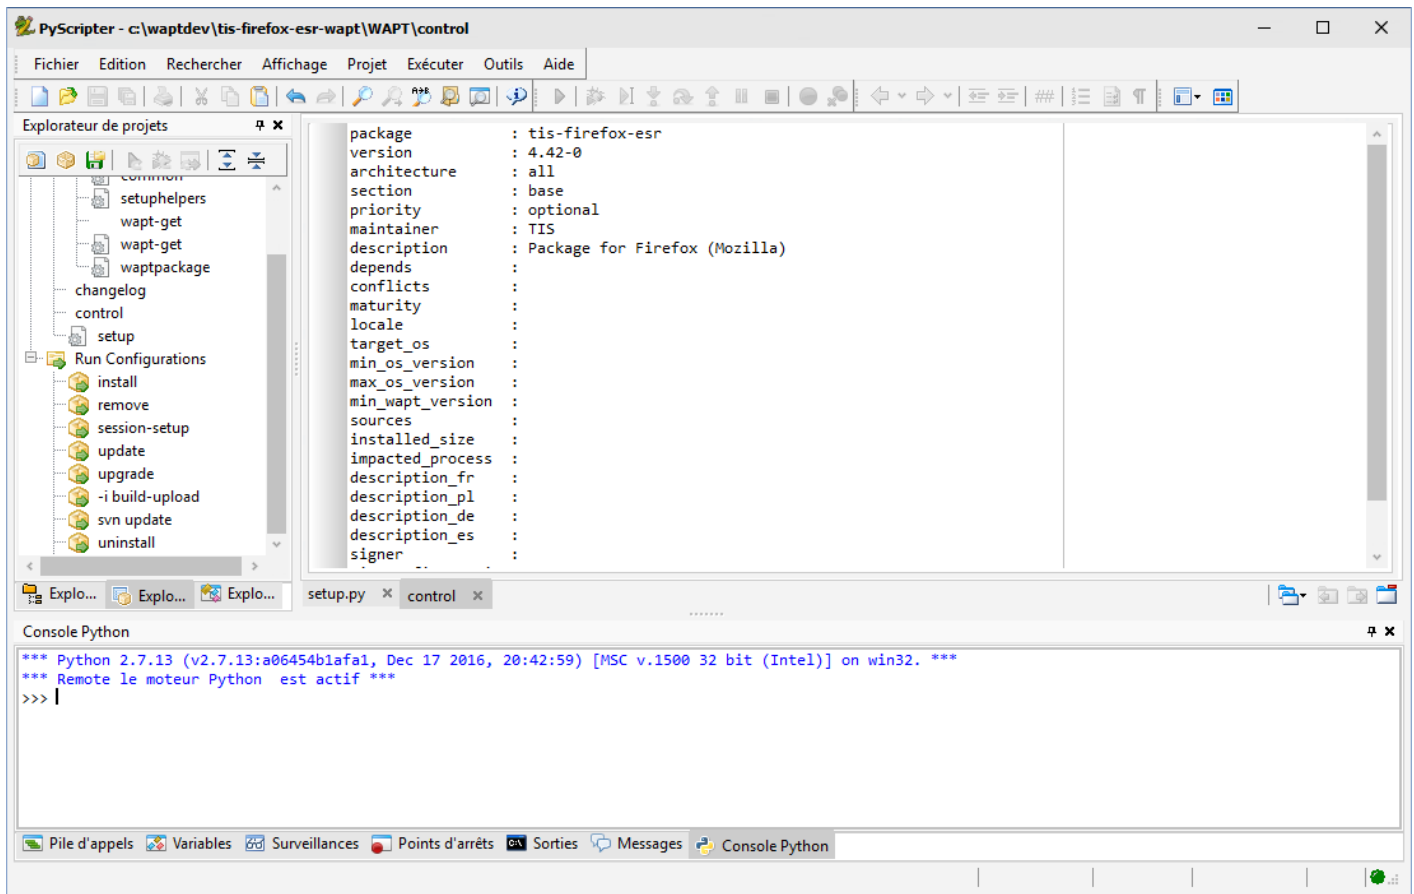 PyScripter - c:\waptdev\tis-firefox-esr-wapt\WAPT\control
Fichier Edition Rechercher Affichage Projet Exécuter Outils Aide
Explorateur de projets
common
setuphelpers
wapt-get
wapt-get
waptpackage
changelog
control
setup
Run Configurations
install
remove
session-setup
update
upgrade
-i build-upload
svn update
uninstall
Explo... Explo... Explo...
package : tis-firefox-esr
version : 4.42-0
architecture : all
section : base
priority : optional
maintainer : TIS
description : Package for Firefox (Mozilla)
depends :
conflicts :
maturity :
locale :
target_os :
min_os_version :
max_os_version :
min_wapt_version :
sources :
installed_size :
impacted_process :
description_fr :
description_pl :
description_de :
description_es :
signer :
setup.py control
Console Python
*** Python 2.7.13 (v2.7.13:a06454b1afa1, Dec 17 2016, 20:42:59) [MSC v.1500 32 bit (Intel)] on win32. ***
*** Remote le moteur Python  est actif ***
>>>
Pile d'appels Variables Surveillances Points d'arrêts Sorties Messages Console Python